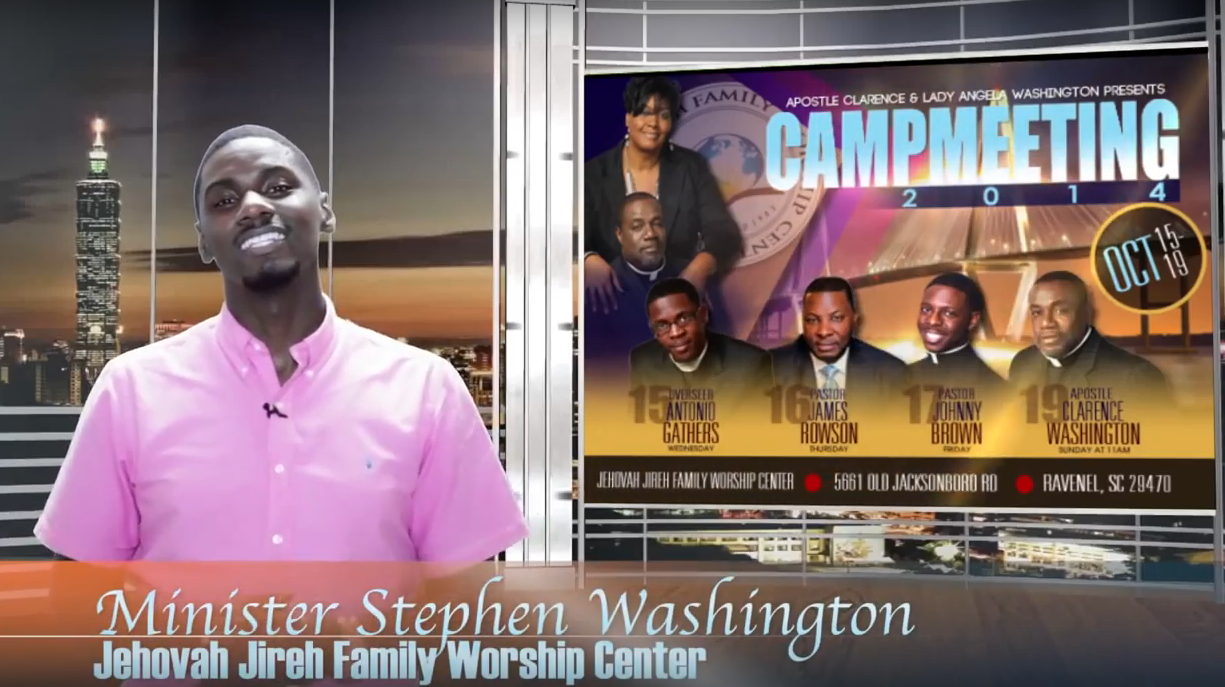 APOSTLE CLARENCE & LADY ANGELA WASHINGTON PRESENTS
CAMPMEETING
2014
OCT 15-19
FAMILY
15 OVERSEER ANTONIO GATHERS WEDNESDAY
16 PASTOR JAMES ROWSON THURSDAY
17 PASTOR JOHNNY BROWN FRIDAY
19 APOSTLE CLARENCE WASHINGTON SUNDAY AT 11AM
JEHOVAH JIREH FAMILY WORSHIP CENTER 5661 OLD JACKSONBORO RD RAVENEL, SC 29470
Minister Stephen Washington
Jehovah Jireh Family Worship Center